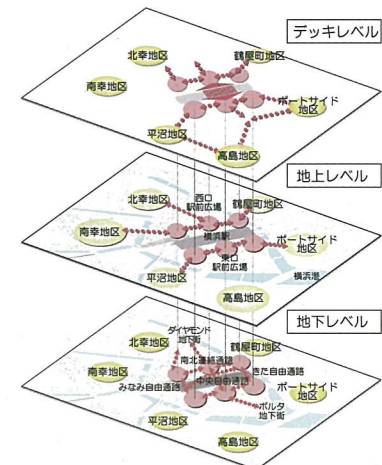 デッキレベル
北幸地区
鶴屋町地区
南幸地区
ポートサイド
地区
平沼地区
高島地区
地上レベル
北幸地区
西口
駅前広場
鶴屋町地区
南幸地区
横浜駅
ポートサイド
地区
東口
駅前広場
平沼地区
横浜港
高島地区
地下レベル
ダイヤモンド
地下街
北幸地区
鶴屋町地区
南北連絡通路
南幸地区
きた自由通路
中央自由通路
みなみ自由通路
ポートサイド
地区
ポルタ
地下街
平沼地区
高島地区